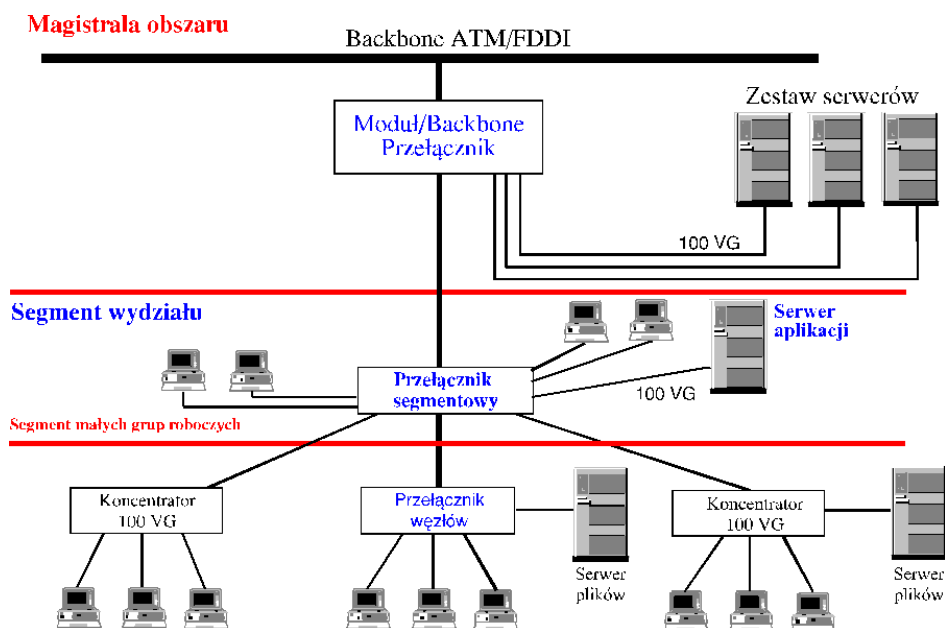 Magistrala obszaru
Backbone ATM/FDDI
Zestaw serwerów
Moduł/Backbone
Przełącznik
100 VG
Segment wydziału
Serwer
aplikacji
Przełącznik
segmentowy
100 VG
Segment małych grup roboczych
Koncentrator
100 VG
Przełącznik
węzłów
Koncentrator
100 VG
Serwer
plików
Serwer
plików